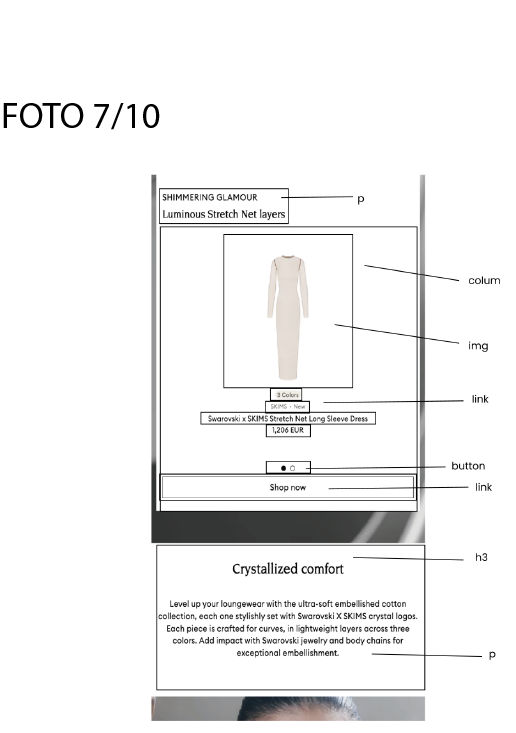 FOTO 7/10
SHIMMERING GLAMOUR
p
Luminous Stretch Net layers
colum
img
3 Colors
link
SKIMS - New
Swarovski x SKIMS Stretch Net Long Sleeve Dress
1,206 EUR
button
Shop now
link
h3
Crystallized comfort
Level up your loungewear with the ultra-soft embellished cotton
collection, each one stylishly set with Swarovski X SKIMS crystal logos.
Each piece is crafted for curves, in lightweight layers across three
colors. Add impact with Swarovski jewelry and body chains for
exceptional embellishment.
p